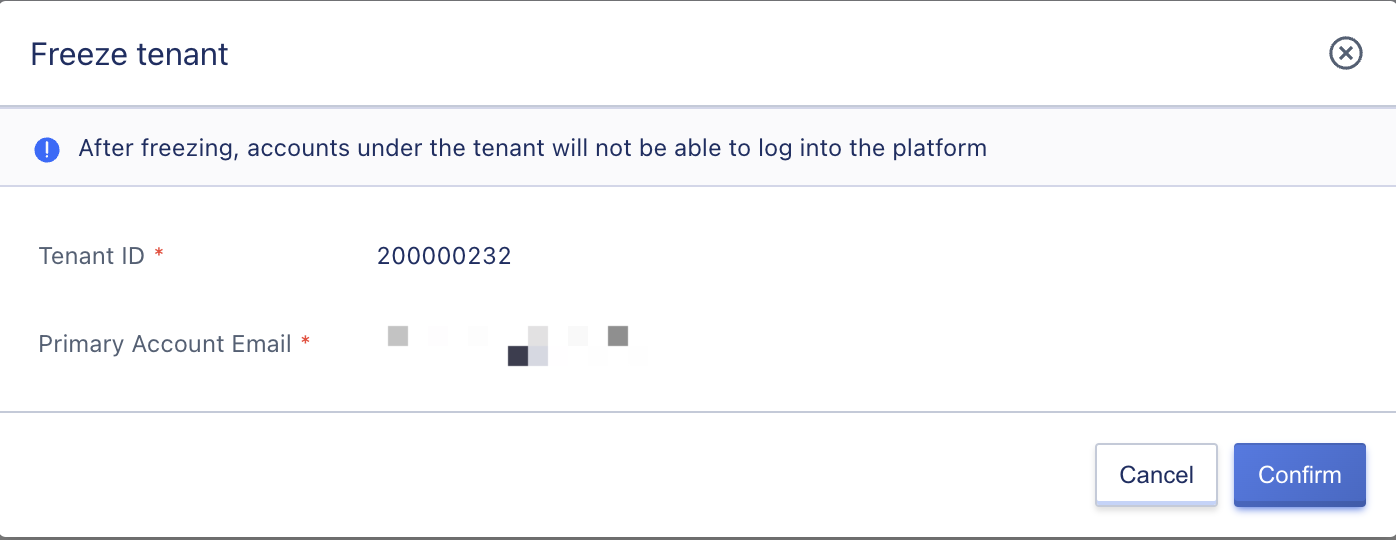 Freeze tenant
After freezing, accounts under the tenant will not be able to log into the platform
Tenant ID *
200000232
Primary Account Email *
Cancel
Confirm